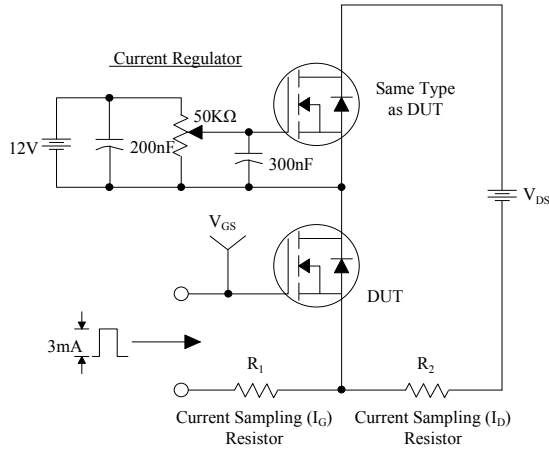 Current Regulator
Same Type
as DUT
50KΩ
12V
200nF
300nF
V_DS
V_GS
DUT
3mA
R_1
R_2
Current Sampling (I_G)
Resistor
Current Sampling (I_D)
Resistor